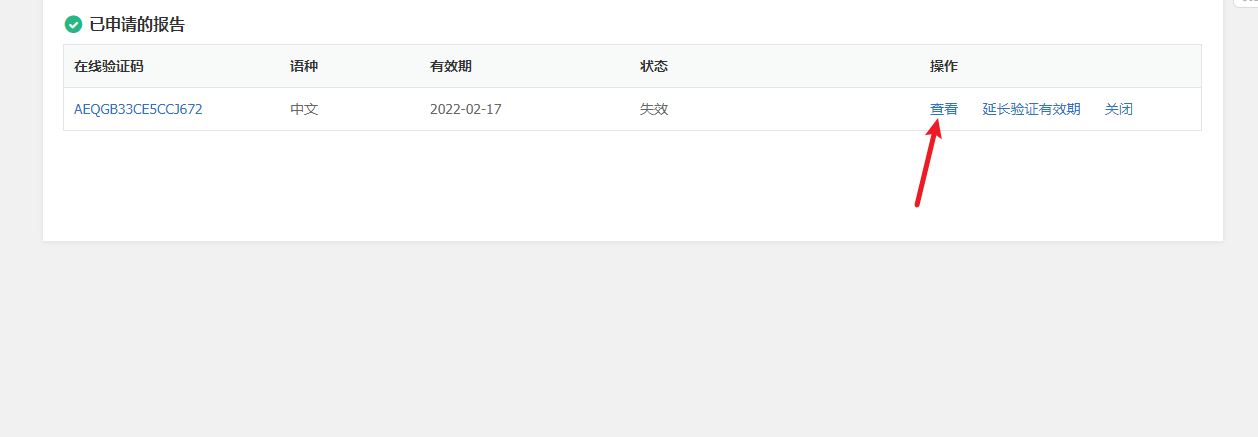 已申请的报告
在线验证码 语种 有效期 状态 操作
AEQGB33CE5CCJ672 中文 2022-02-17 失效 查看 延长验证有效期 关闭